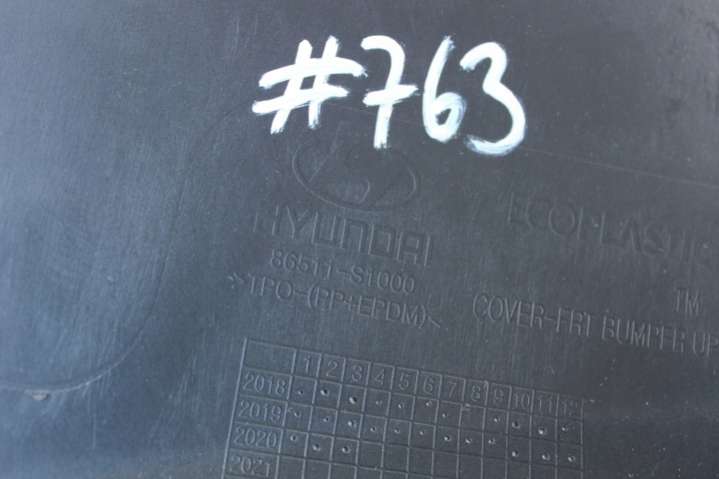 #763
HYUNDAI
ECOPLASTIC
86511-S1000
TM
>TPO-(PP+EPDM)<
COVER-FRT BUMPER UP
1 2 3 4 5 6 7 8 9 10 11 12
2018
2019
2020
2021